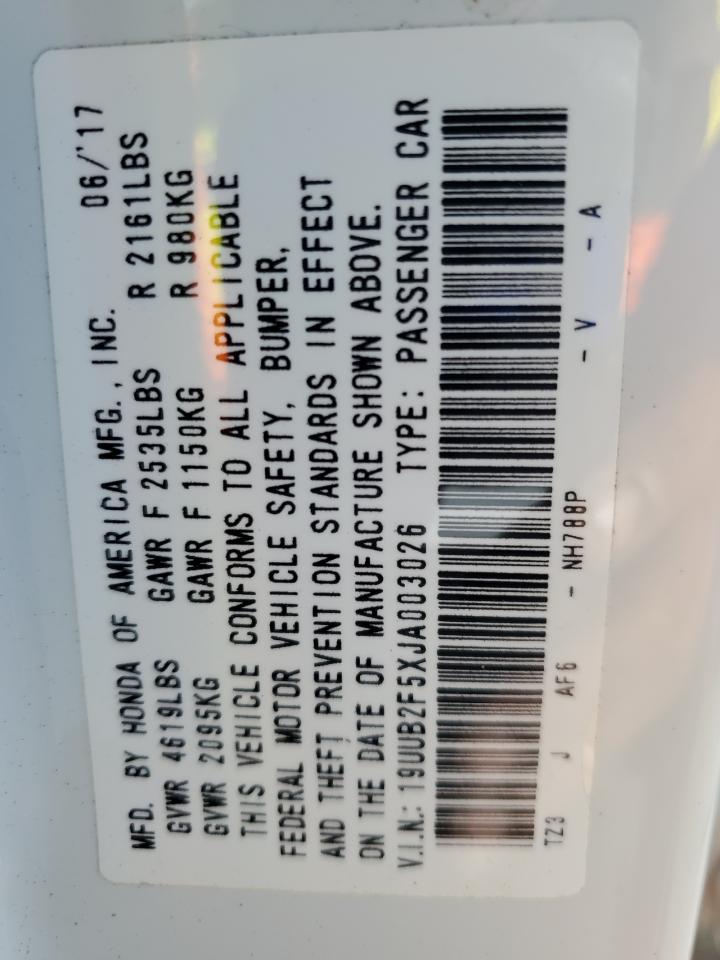 MFD. BY HONDA OF AMERICA MFG., INC. 06/'17
GVWR 4619LBS GAWR F 2535LBS R 2161LBS
GVWR 2095KG GAWR F 1150KG R 980KG
THIS VEHICLE CONFORMS TO ALL APPLICABLE
FEDERAL MOTOR VEHICLE SAFETY, BUMPER,
AND THEFT PREVENTION STANDARDS IN EFFECT
ON THE DATE OF MANUFACTURE SHOWN ABOVE.
V.I.N.: 19UUB2F5XJA003026 TYPE: PASSENGER CAR
TZ3 J AF6 - NH788P - V - A